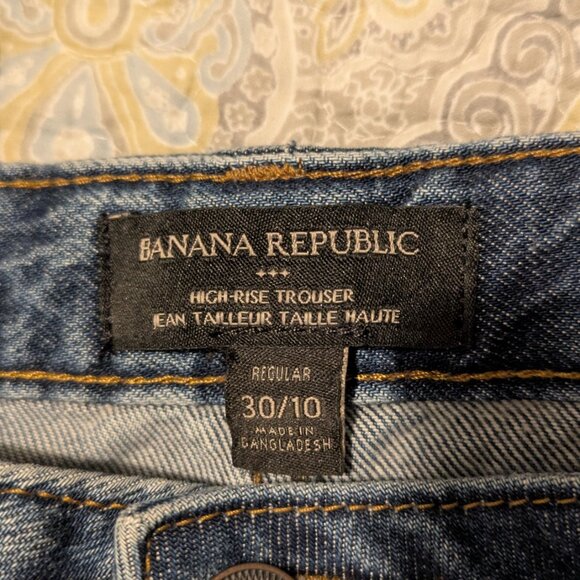 BANANA REPUBLIC
HIGH-RISE TROUSER
JEAN TAILLEUR TAILLE HAUTE
REGULAR
30/10
MADE IN
BANGLADESH